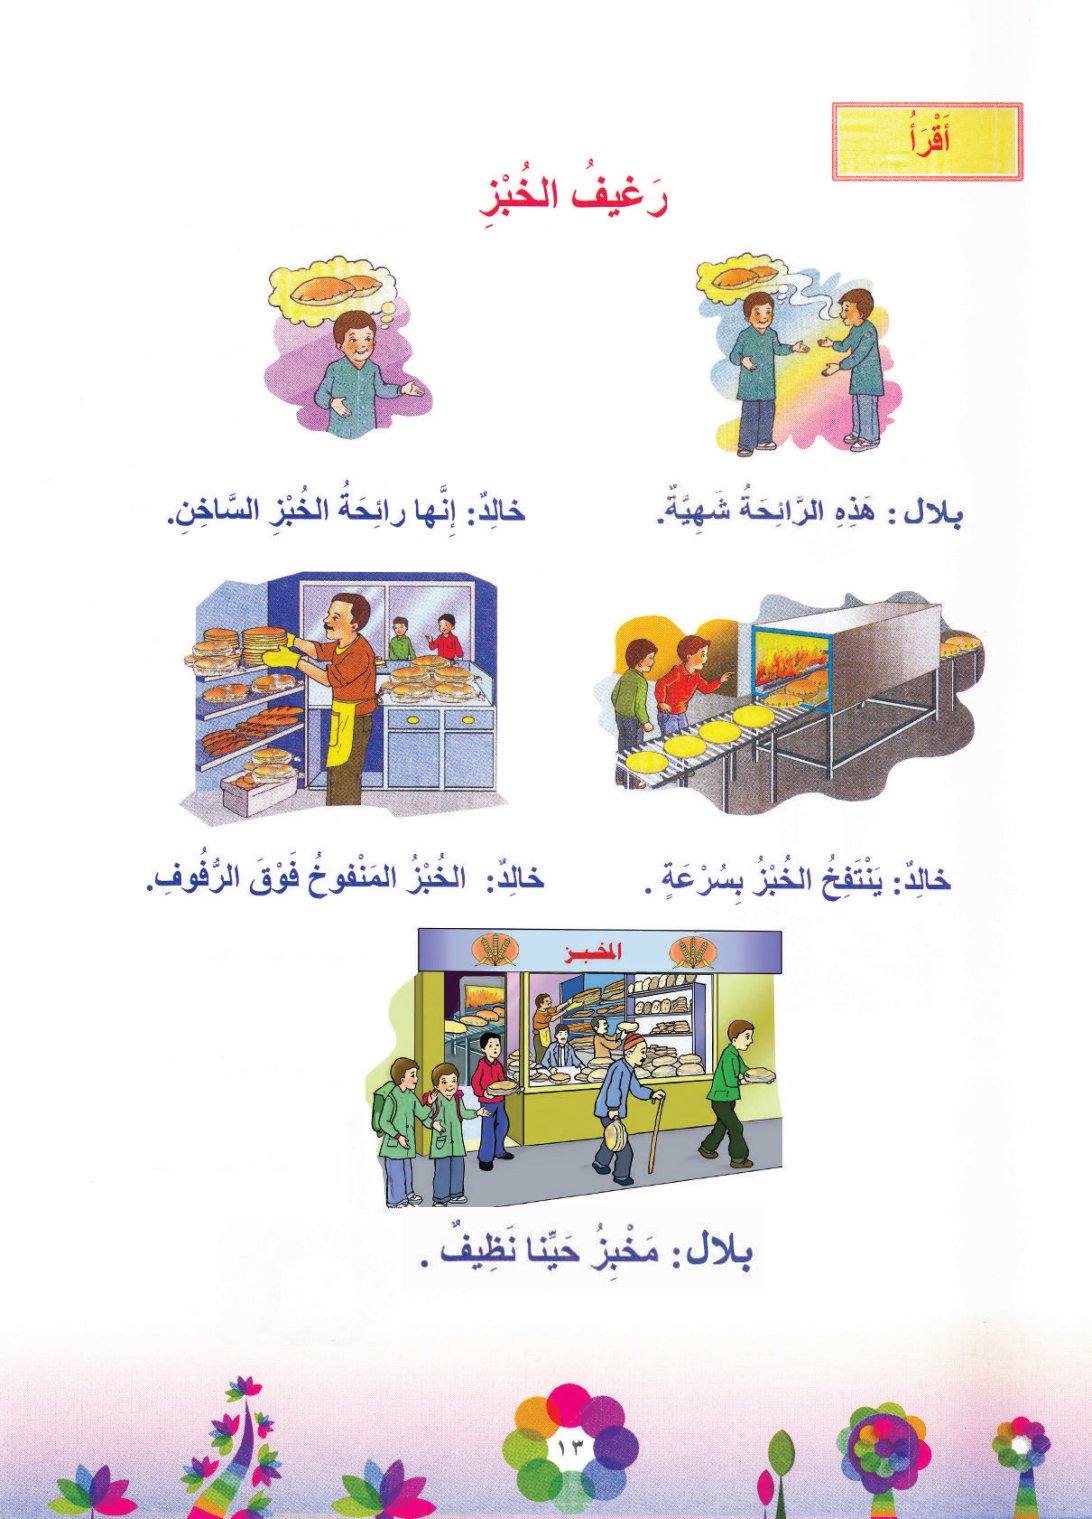 أَقْرَأُ
رَغيفُ الخُبْزِ
بلال : هَذِهِ الرَّائِحَةُ شَهِيَّةٌ.
خالِدٌ: إِنَّها رائِحَةُ الخُبْزِ السَّاخِنِ.
خالِدٌ: يَنْتَفِخُ الخُبْزُ بِسُرْعَةٍ .
خالِدٌ: الخُبْزُ المَنْفوخُ فَوْقَ الرُّفُوفِ.
المخبز
بلال: مَخْبِزُ حَيِّنا نَظِيفٌ .
١٣